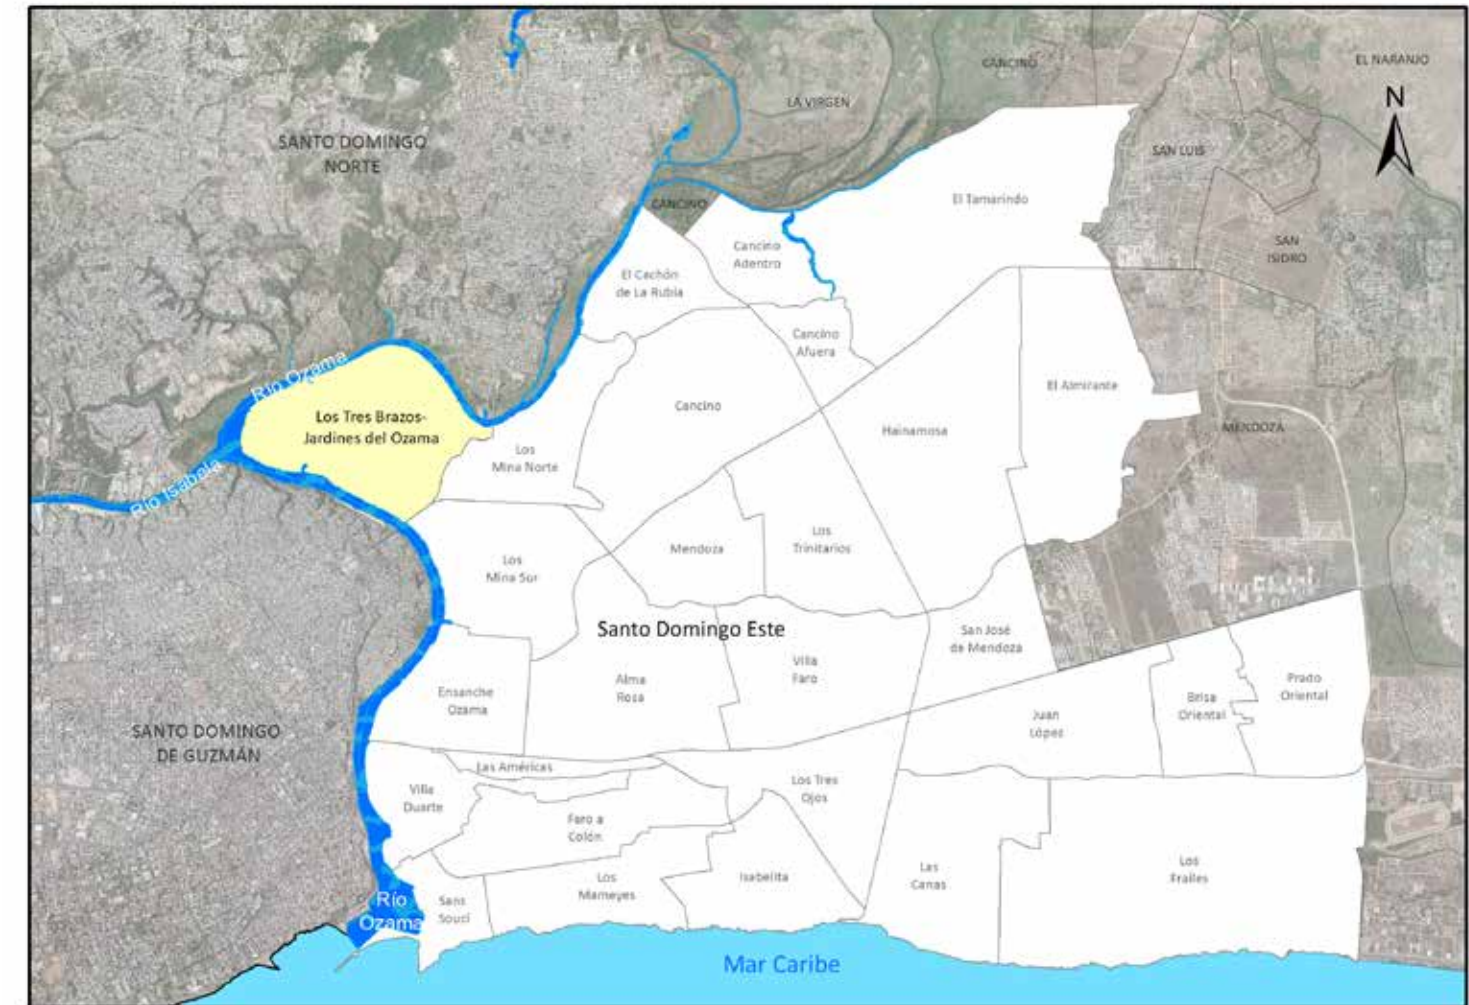 CANCINO
EL NARANJO
N
LA VIRGEN
SANTO DOMINGO
NORTE
SAN LUIS
El Tamarindo
CANCINO
SAN
ISIDRO
Cancino
Adentro
El Cachón
de La Rubia
Cancino
Afuera
Río Ozama
El Almirante
Los Tres Brazos-
Jardines del Ozama
Cancino
Hainamosa
MENDOZA
Los
Mina Norte
Río Isabela
Mendoza
Los
Trinitarios
Los
Mina Sur
Santo Domingo Este
San José
de Mendoza
Villa
Faro
Alma
Rosa
Ensanche
Ozama
Prado
Oriental
Brisa
Oriental
Juan
López
SANTO DOMINGO
DE GUZMÁN
Las Américas
Los Tres
Ojos
Villa
Duarte
Faro a
Colón
Los
Frailes
Las
Canas
Isabelita
Los
Mameyes
Sans
Soucí
Río
Ozama
Mar Caribe